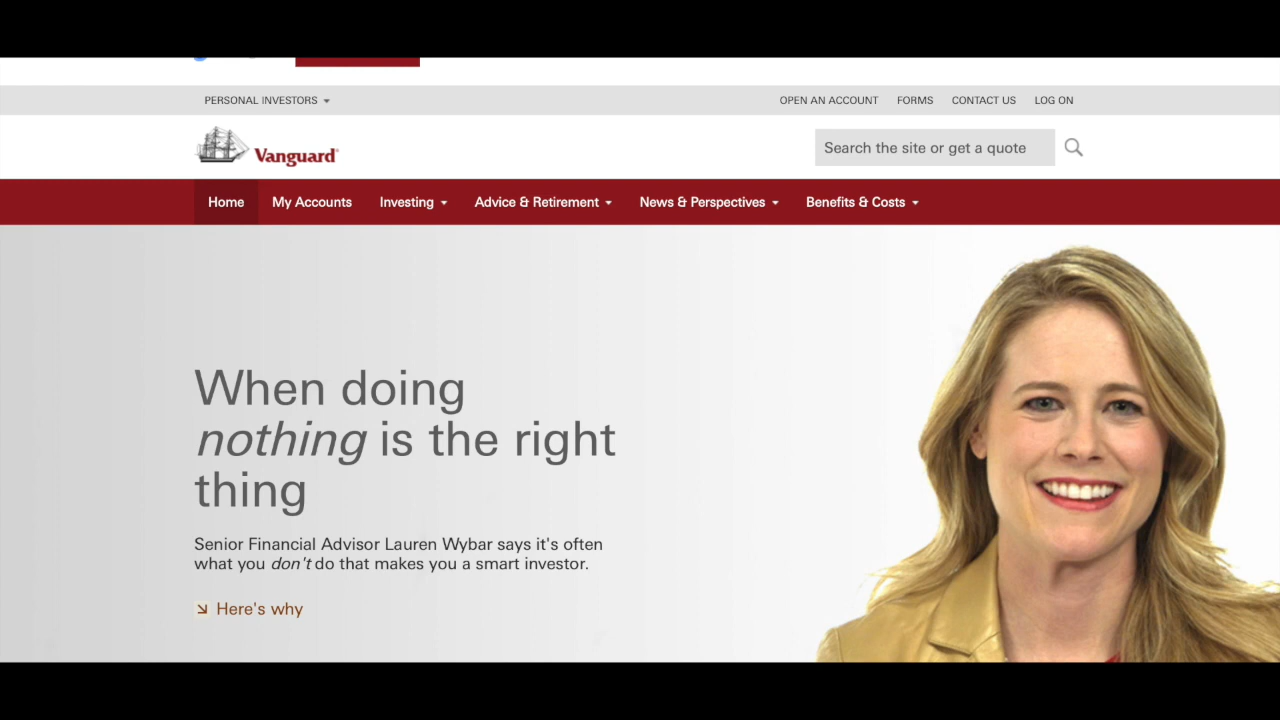 PERSONAL INVESTORS
OPEN AN ACCOUNT FORMS CONTACT US LOG ON
Vanguard®
Search the site or get a quote
Home My Accounts Investing Advice & Retirement News & Perspectives Benefits & Costs
When doing
nothing is the right
thing
Senior Financial Advisor Lauren Wybar says it's often
what you don't do that makes you a smart investor.
Here's why